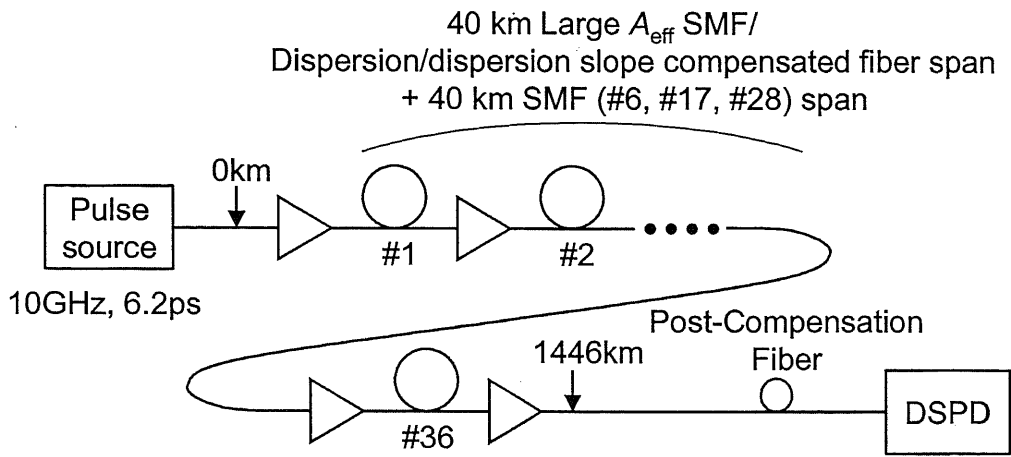 40 km Large Aeff SMF/
Dispersion/dispersion slope compensated fiber span
+ 40 km SMF (#6, #17, #28) span
0km
Pulse
source
#1
#2
10GHz, 6.2ps
Post-Compensation
Fiber
1446km
#36
DSPD